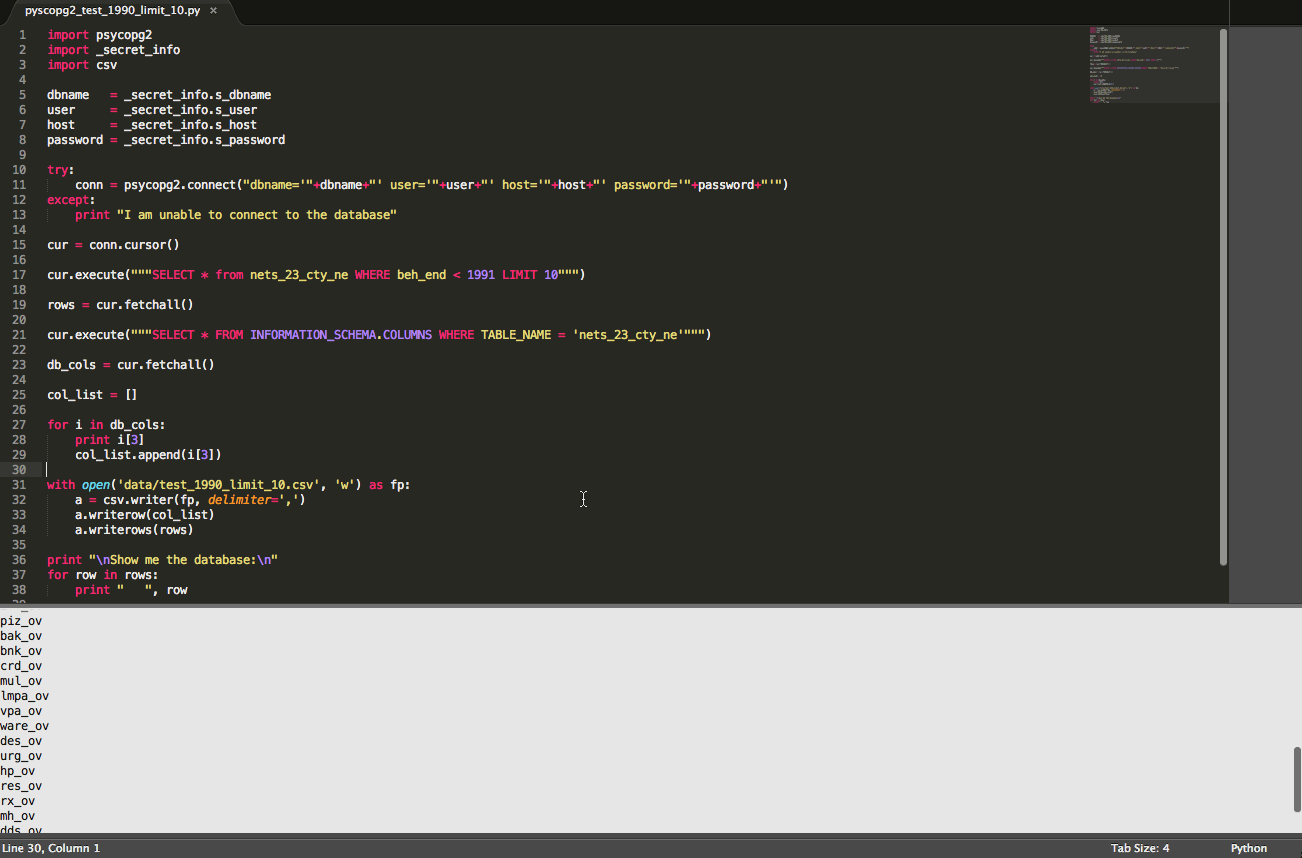 pyscopg2_test_1990_limit_10.py ×
1 import psycopg2
2 import _secret_info
3 import csv
4
5 dbname   = _secret_info.s_dbname
6 user     = _secret_info.s_user
7 host     = _secret_info.s_host
8 password = _secret_info.s_password
9
10 try:
11     conn = psycopg2.connect("dbname='"+dbname+"' user='"+user+"' host='"+host+"' password='"+password+"'")
12 except:
13     print "I am unable to connect to the database"
14
15 cur = conn.cursor()
16
17 cur.execute("""SELECT * from nets_23_cty_ne WHERE beh_end < 1991 LIMIT 10""")
18
19 rows = cur.fetchall()
20
21 cur.execute("""SELECT * FROM INFORMATION_SCHEMA.COLUMNS WHERE TABLE_NAME = 'nets_23_cty_ne'""")
22
23 db_cols = cur.fetchall()
24
25 col_list = []
26
27 for i in db_cols:
28     print i[3]
29     col_list.append(i[3])
30
31 with open('data/test_1990_limit_10.csv', 'w') as fp:
32     a = csv.writer(fp, delimiter=',')
33     a.writerow(col_list)
34     a.writerows(rows)
35
36 print "\nShow me the database:\n"
37 for row in rows:
38     print "   ", row
piz_ov
bak_ov
bnk_ov
crd_ov
mul_ov
lmpa_ov
vpa_ov
ware_ov
des_ov
urg_ov
hp_ov
res_ov
rx_ov
mh_ov
dds_ov
Line 30, Column 1
Tab Size: 4
Python